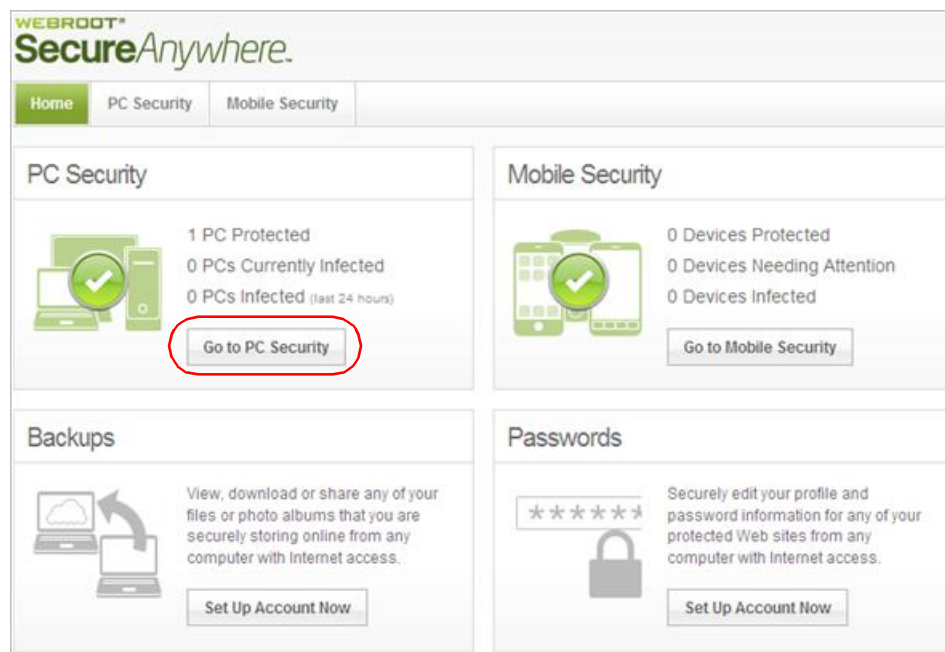 WEBROOT®
SecureAnywhere™
Home PC Security Mobile Security
PC Security
1 PC Protected
0 PCs Currently Infected
0 PCs Infected (last 24 hours)
Go to PC Security
Mobile Security
0 Devices Protected
0 Devices Needing Attention
0 Devices Infected
Go to Mobile Security
Backups
View, download or share any of your
files or photo albums that you are
securely storing online from any
computer with Internet access.
Set Up Account Now
Passwords
******
Securely edit your profile and
password information for any of your
protected Web sites from any
computer with Internet access.
Set Up Account Now